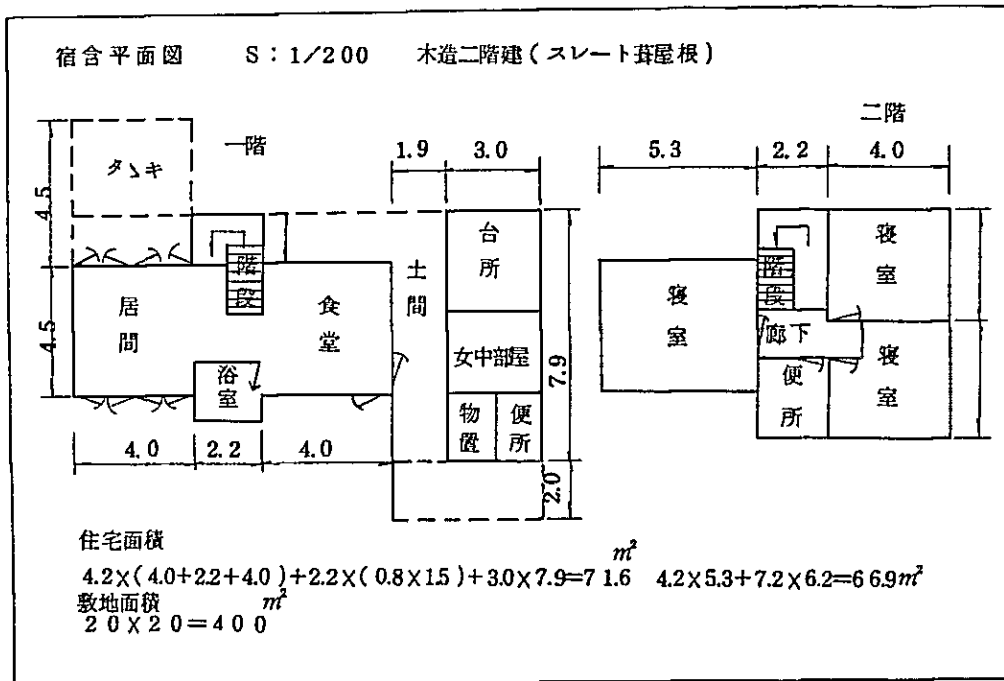 宿舎平面図 S:1/200 木造二階建(スレート葺屋根)
一階
二階
1.9
3.0
5.3
2.2
4.0
タンキ
4.5
4.5
階段
居間
食堂
土間
台所
女中部屋
浴室
物置
便所
7.9
2.0
4.0
2.2
4.0
寝室
階段
寝室
廊下
便所
寝室
住宅面積
4.2×(4.0+2.2+4.0)+2.2×(0.8×1.5)+3.0×7.9=71.6m² 4.2×5.3+7.2×6.2=66.9m²
敷地面積
20×20=400m²